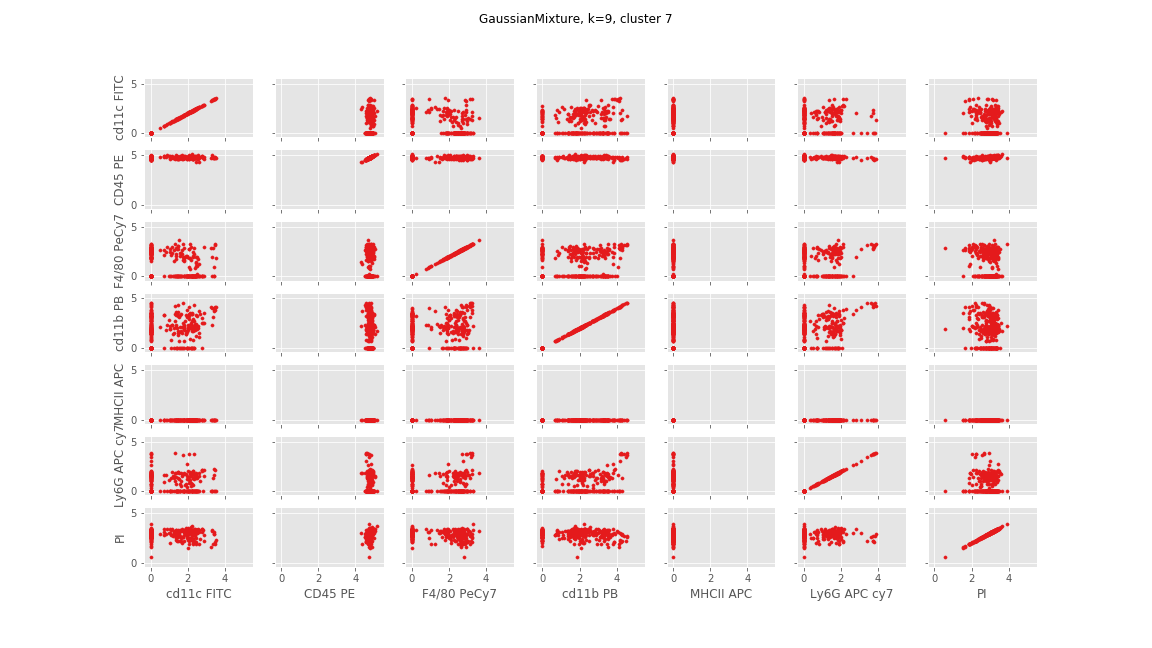 GaussianMixture, k=9, cluster 7
cd11c FITC
5
0
CD45 PE
5
0
F4/80 PeCy7
5
0
cd11b PB
5
0
MHCII APC
5
0
Ly6G APC cy7
5
0
PI
5
0
0 2 4 0 2 4 0 2 4 0 2 4 0 2 4 0 2 4 0 2 4
cd11c FITC CD45 PE F4/80 PeCy7 cd11b PB MHCII APC Ly6G APC cy7 PI